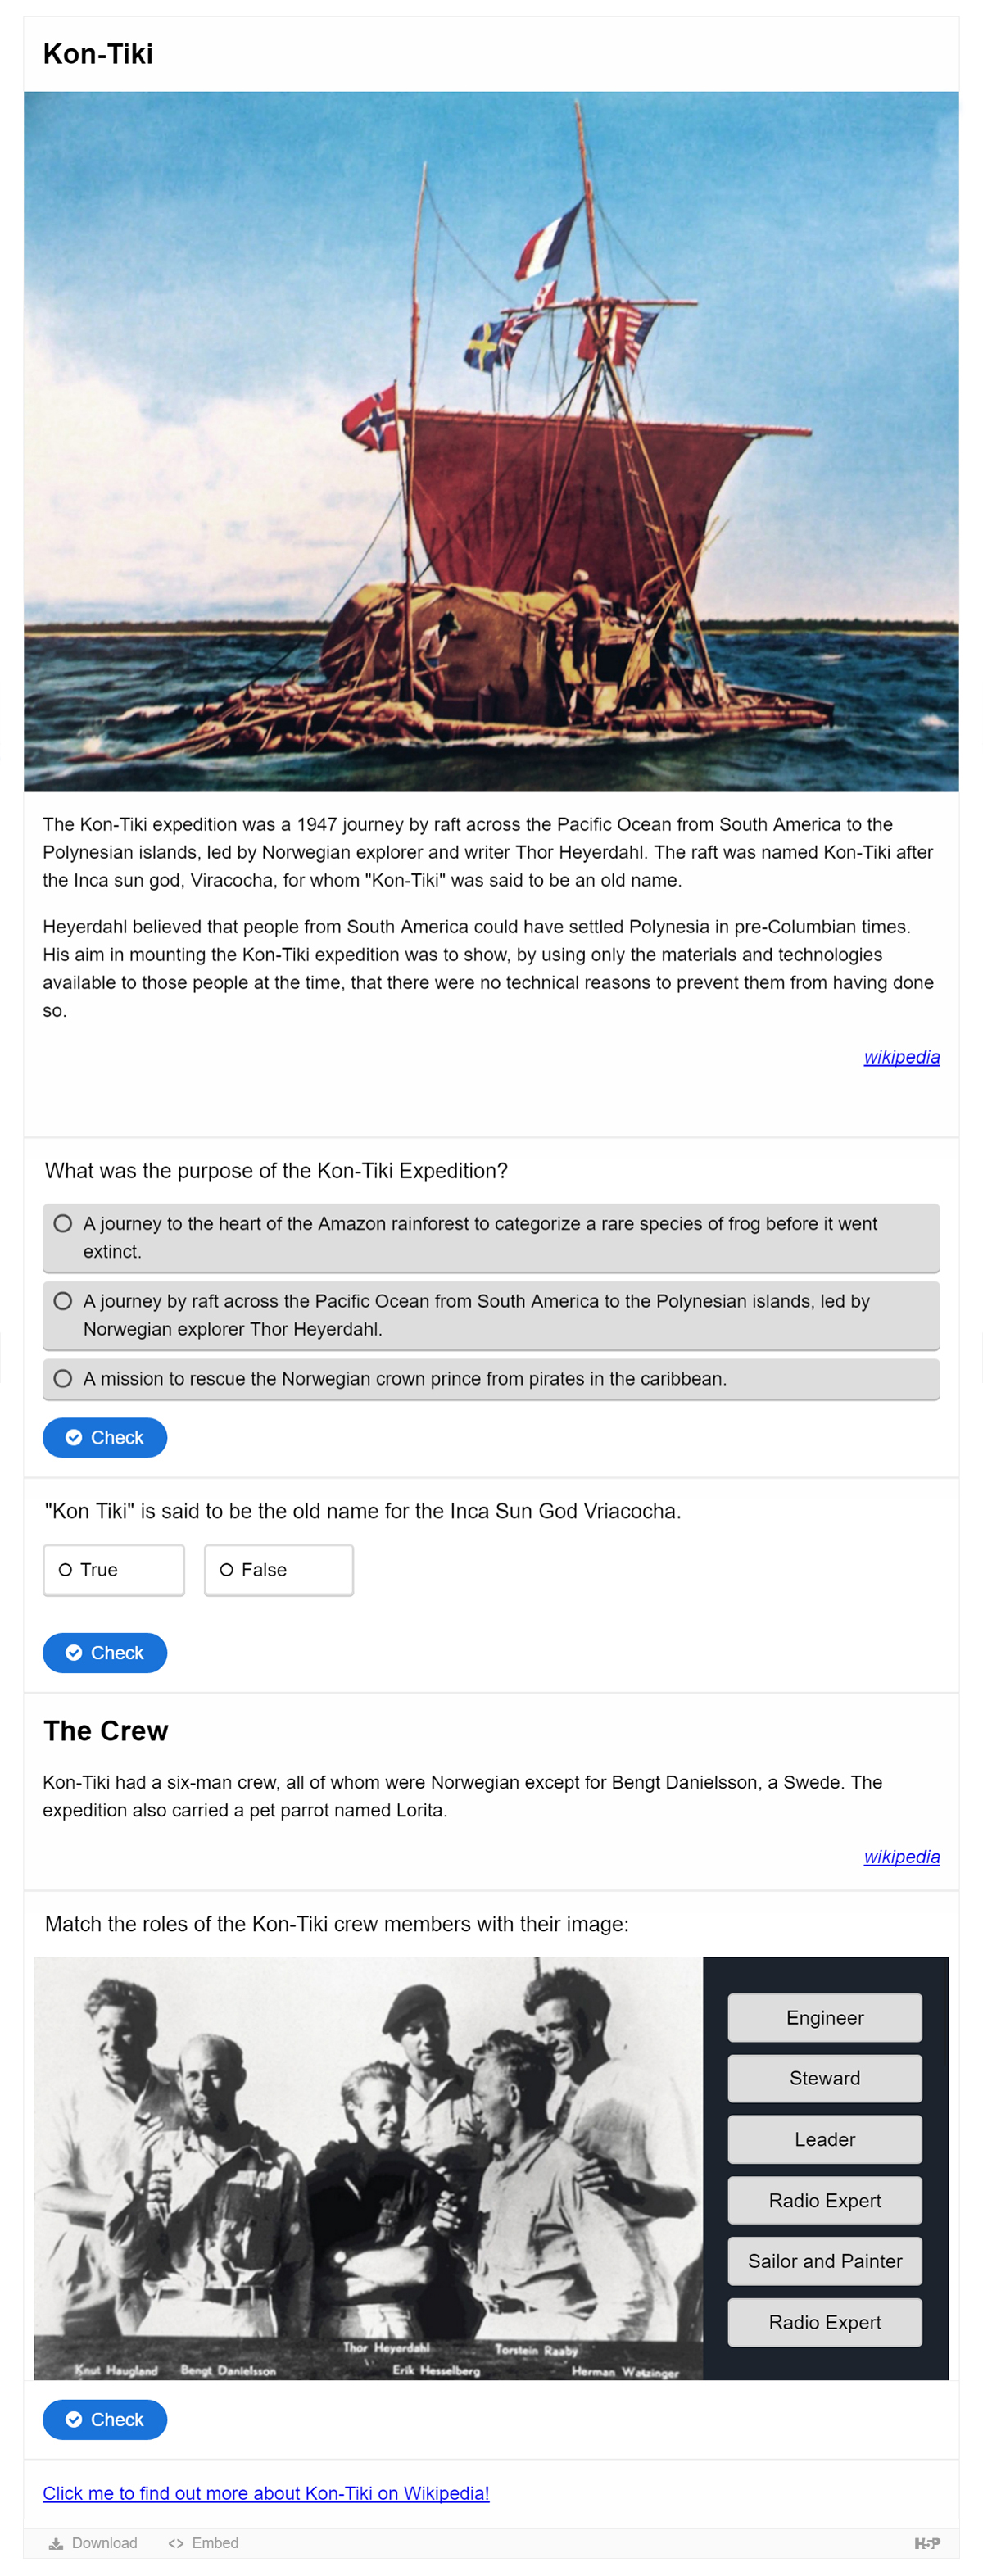 Kon-Tiki
The Kon-Tiki expedition was a 1947 journey by raft across the Pacific Ocean from South America to the
Polynesian islands, led by Norwegian explorer and writer Thor Heyerdahl. The raft was named Kon-Tiki after
the Inca sun god, Viracocha, for whom "Kon-Tiki" was said to be an old name.
Heyerdahl believed that people from South America could have settled Polynesia in pre-Columbian times.
His aim in mounting the Kon-Tiki expedition was to show, by using only the materials and technologies
available to those people at the time, that there were no technical reasons to prevent them from having done
so.
wikipedia
What was the purpose of the Kon-Tiki Expedition?
A journey to the heart of the Amazon rainforest to categorize a rare species of frog before it went
extinct.
A journey by raft across the Pacific Ocean from South America to the Polynesian islands, led by
Norwegian explorer Thor Heyerdahl.
A mission to rescue the Norwegian crown prince from pirates in the caribbean.
Check
"Kon Tiki" is said to be the old name for the Inca Sun God Vriacocha.
True
False
Check
The Crew
Kon-Tiki had a six-man crew, all of whom were Norwegian except for Bengt Danielsson, a Swede. The
expedition also carried a pet parrot named Lorita.
wikipedia
Match the roles of the Kon-Tiki crew members with their image:
Engineer
Steward
Leader
Radio Expert
Sailor and Painter
Radio Expert
Thor Heyerdahl
Torstein Raaby
Knut Haugland
Bengt Danielsson
Erik Hesselberg
Herman Watzinger
Check
Click me to find out more about Kon-Tiki on Wikipedia!
Download
<> Embed
H5P